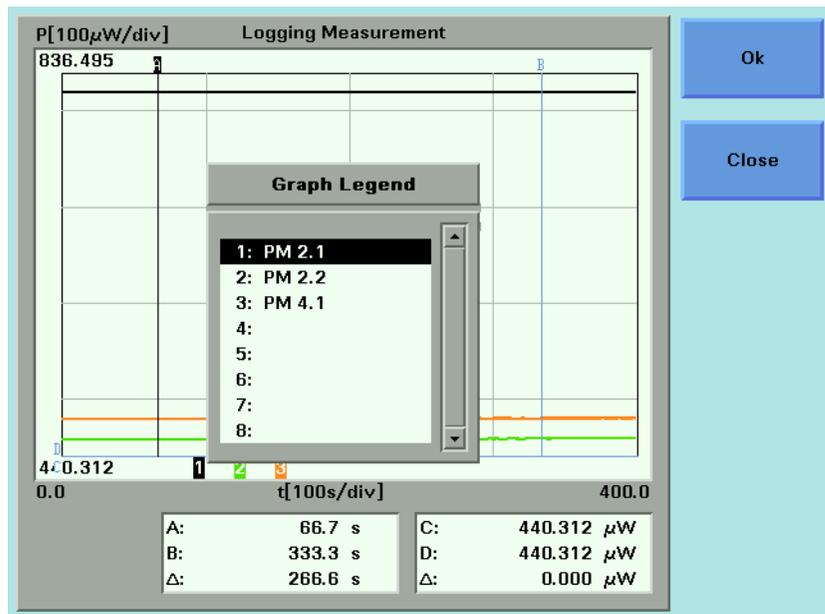 P[100µW/div] Logging Measurement
836.495 A B
Ok
Close
Graph Legend
1: PM 2.1
2: PM 2.2
3: PM 4.1
4:
5:
6:
7:
8:
D
C
440.312 1 2 3
0.0 t[100s/div] 400.0
A: 66.7 s C: 440.312 µW
B: 333.3 s D: 440.312 µW
Δ: 266.6 s Δ: 0.000 µW